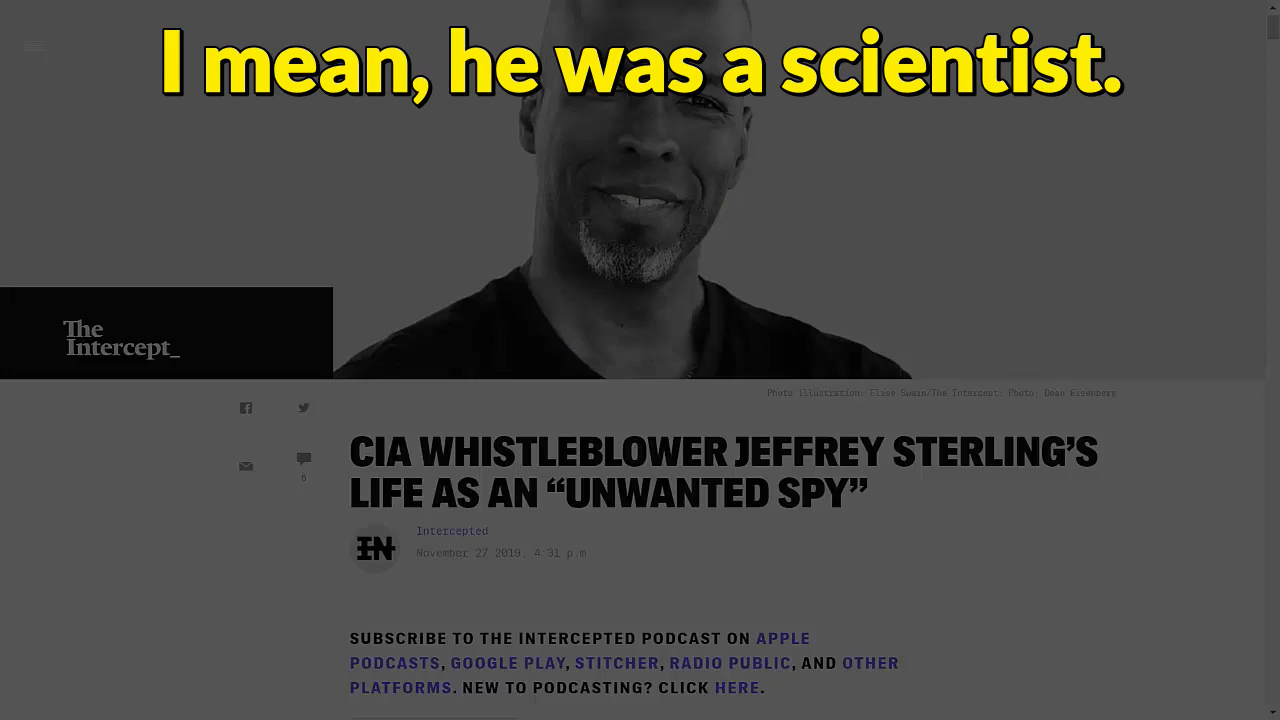 I mean, he was a scientist.
The
Intercept_
Photo illustration: Elise Swain/The Intercept; Photo: Dean Eisenberg
CIA WHISTLEBLOWER JEFFREY STERLING’S
LIFE AS AN “UNWANTED SPY”
6
IN
Intercepted
November 27 2019, 4:31 p.m
SUBSCRIBE TO THE INTERCEPTED PODCAST ON APPLE
PODCASTS, GOOGLE PLAY, STITCHER, RADIO PUBLIC, AND OTHER
PLATFORMS. NEW TO PODCASTING? CLICK HERE.